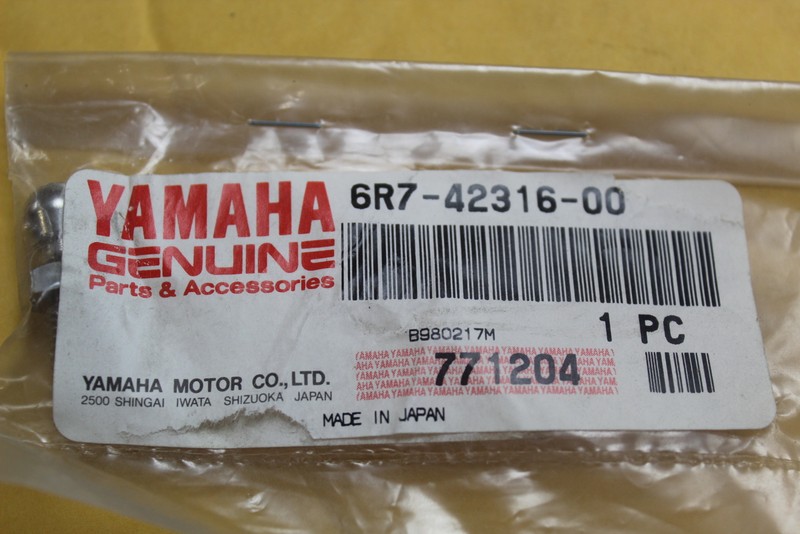 YAMAHA
GENUINE
Parts & Accessories
6R7-42316-00
B980217M
1 PC
771204
YAMAHA MOTOR CO., LTD.
2500 SHINGAI IWATA SHIZUOKA JAPAN
MADE IN JAPAN